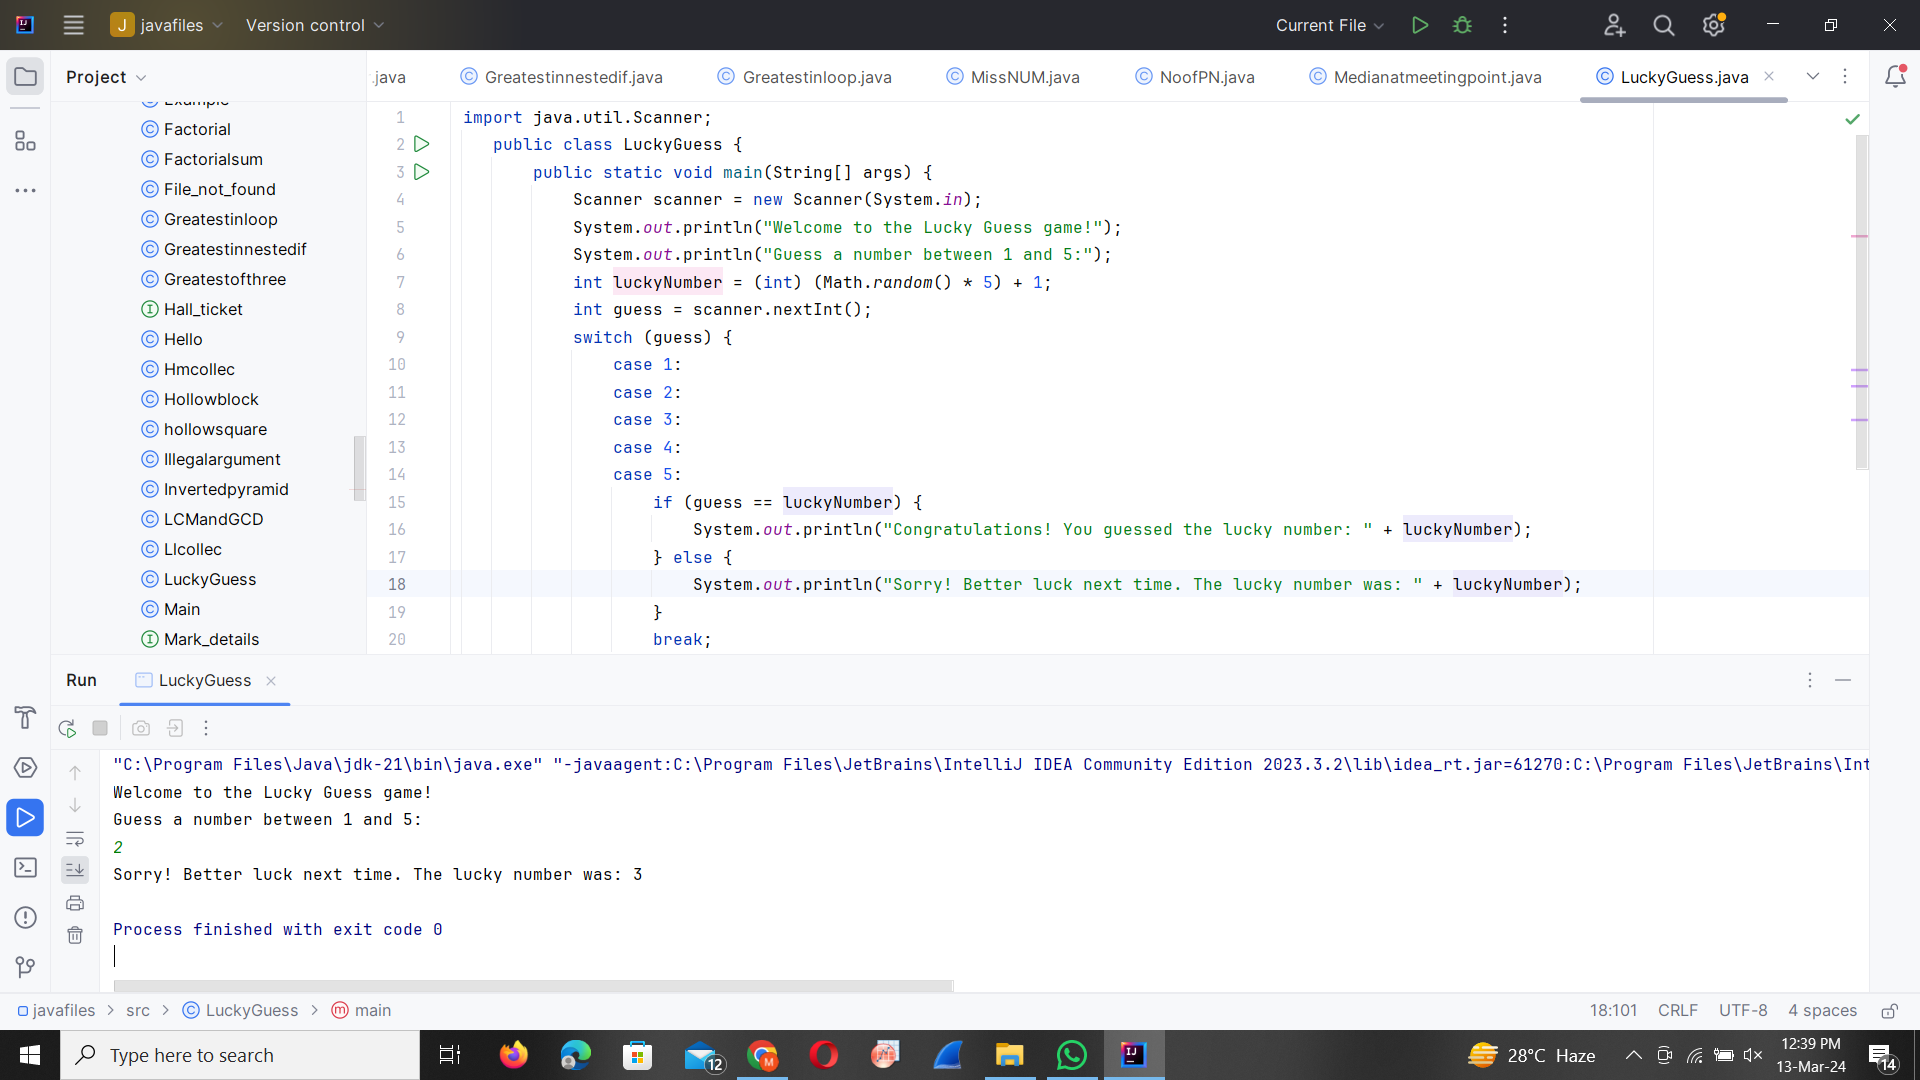 J javafiles Version control Current File
Project
.java Greatestinnestedif.java Greatestinloop.java MissNUM.java NoofPN.java Medianatmeetingpoint.java LuckyGuess.java
Example
Factorial
Factorialsum
File_not_found
Greatestinloop
Greatestinnestedif
Greatestofthree
Hall_ticket
Hello
Hmcollec
Hollowblock
hollowsquare
Illegalargument
Invertedpyramid
LCMandGCD
Llcollec
LuckyGuess
Main
Mark_details
1 import java.util.Scanner;
2 public class LuckyGuess {
3 public static void main(String[] args) {
4 Scanner scanner = new Scanner(System.in);
5 System.out.println("Welcome to the Lucky Guess game!");
6 System.out.println("Guess a number between 1 and 5:");
7 int luckyNumber = (int) (Math.random() * 5) + 1;
8 int guess = scanner.nextInt();
9 switch (guess) {
10 case 1:
11 case 2:
12 case 3:
13 case 4:
14 case 5:
15 if (guess == luckyNumber) {
16 System.out.println("Congratulations! You guessed the lucky number: " + luckyNumber);
17 } else {
18 System.out.println("Sorry! Better luck next time. The lucky number was: " + luckyNumber);
19 }
20 break;
Run LuckyGuess
"C:\Program Files\Java\jdk-21\bin\java.exe" "-javaagent:C:\Program Files\JetBrains\IntelliJ IDEA Community Edition 2023.3.2\lib\idea_rt.jar=61270:C:\Program Files\JetBrains\Int
Welcome to the Lucky Guess game!
Guess a number between 1 and 5:
2
Sorry! Better luck next time. The lucky number was: 3
Process finished with exit code 0
javafiles > src > LuckyGuess > main 18:101 CRLF UTF-8 4 spaces
Type here to search 12 28°C Haze 12:39 PM
13-Mar-24 14